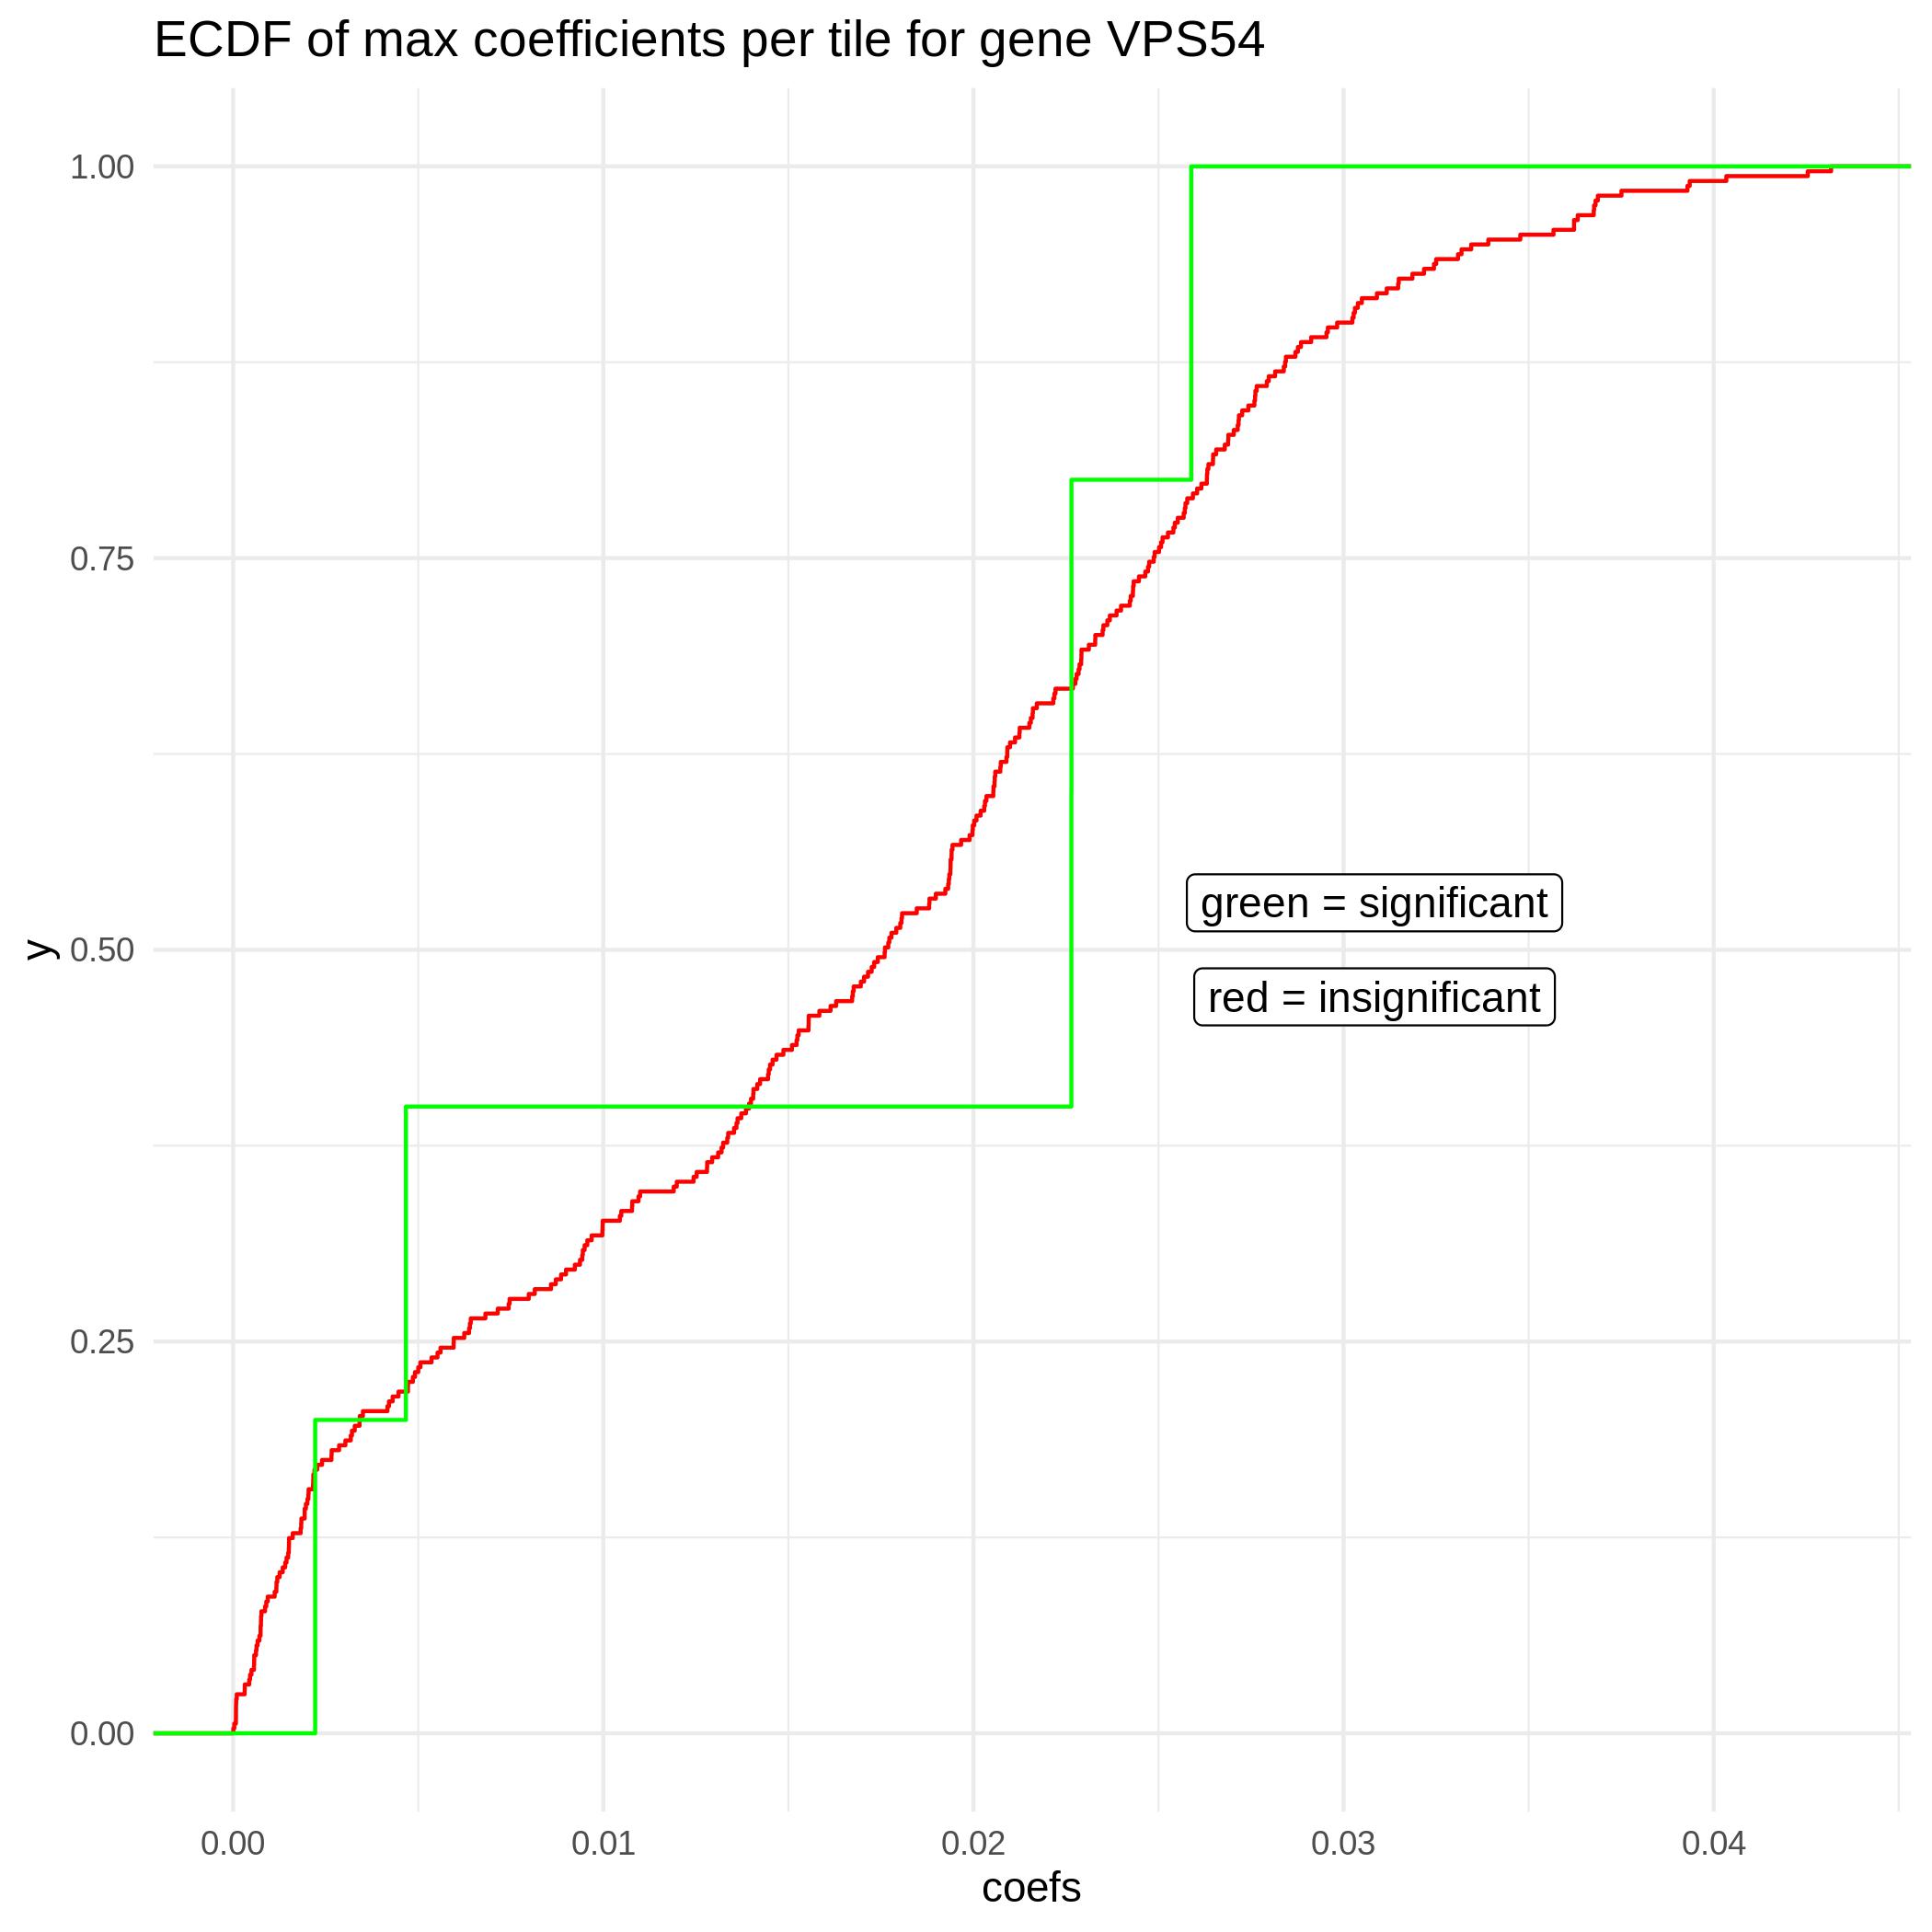 ECDF of max coefficients per tile for gene VPS54
1.00
0.75
0.50
0.25
0.00
y
green = significant
red = insignificant
0.00 0.01 0.02 0.03 0.04
coefs